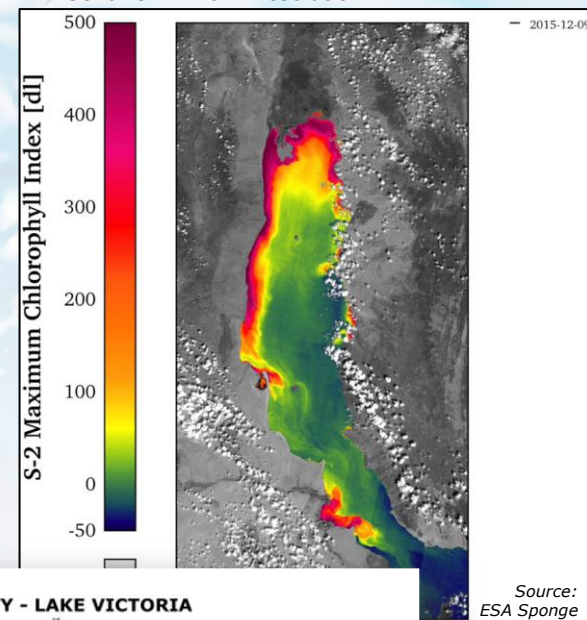 500
400
300
200
100
0
-50
S-2 Maximum Chlorophyll Index [dl]
2015-12-09
Y - LAKE VICTORIA
Source:
ESA Sponge